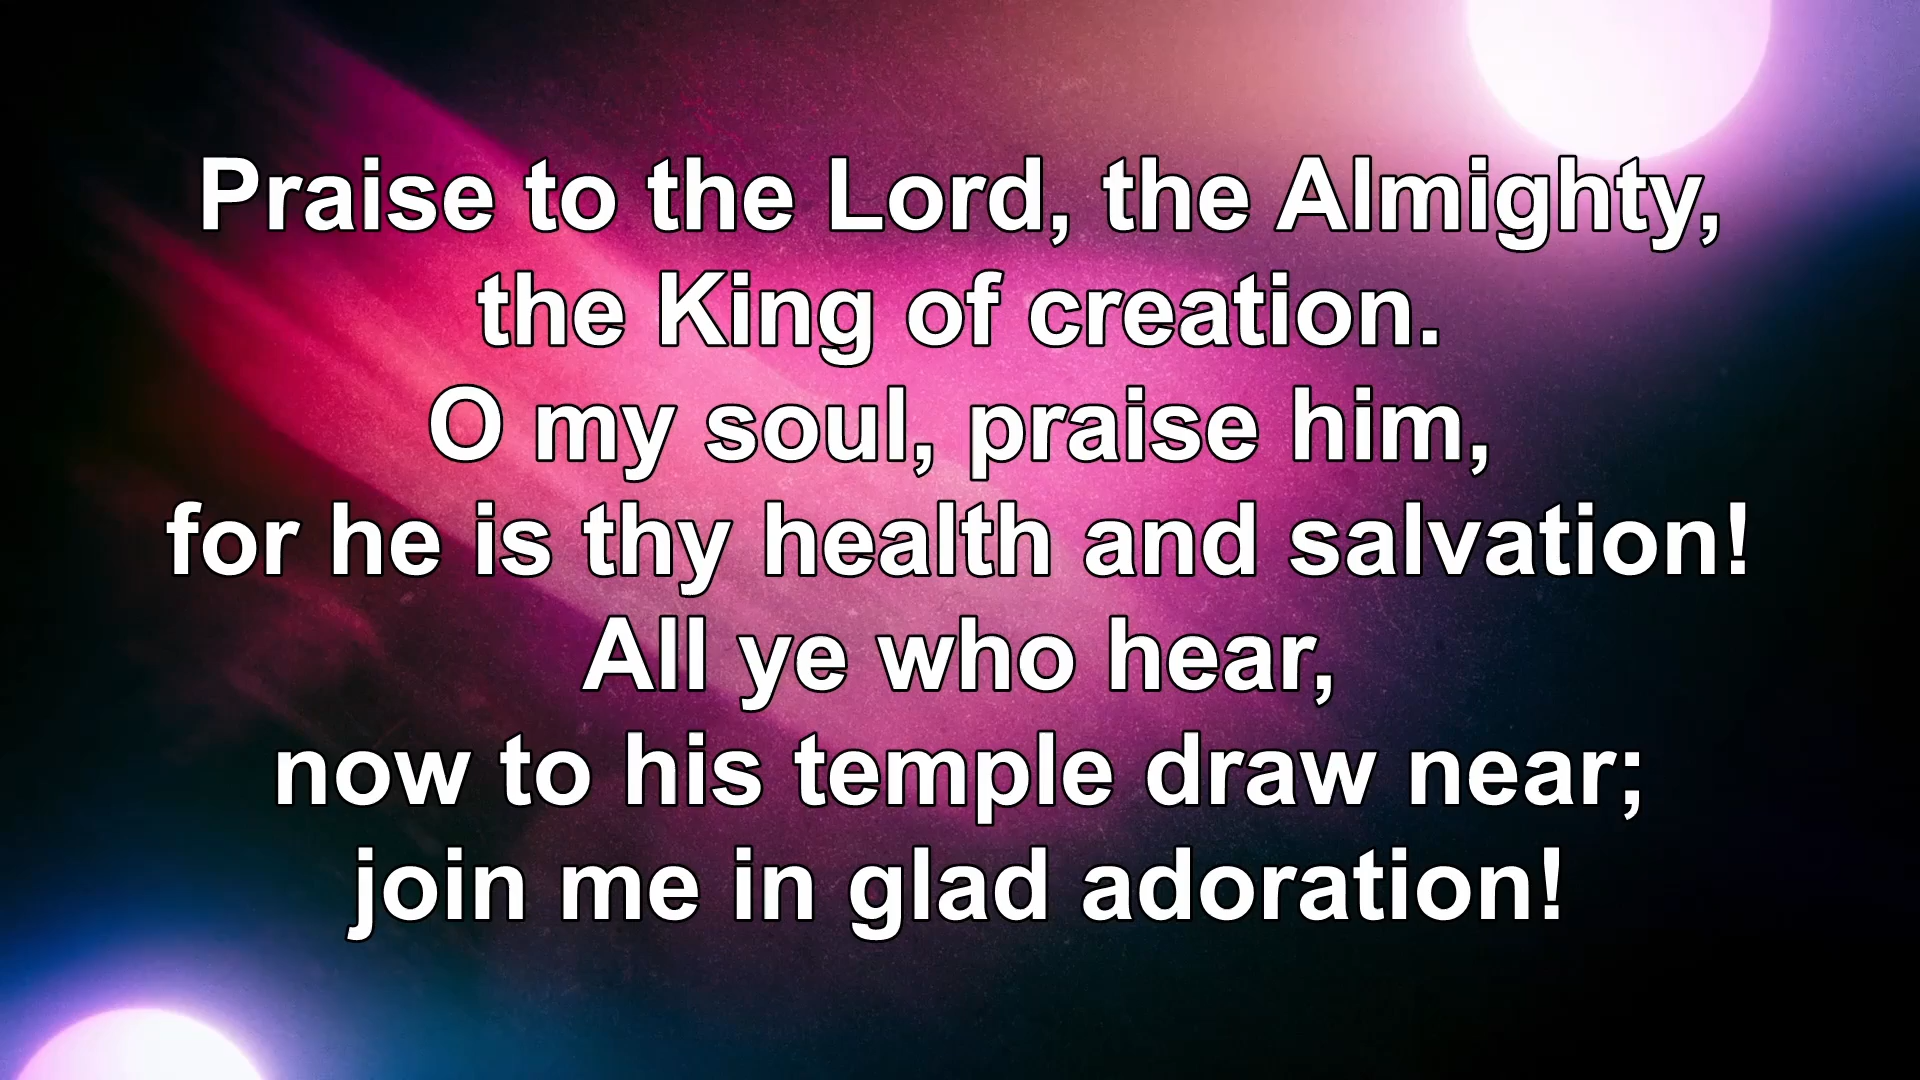 Praise to the Lord, the Almighty,
the King of creation.
O my soul, praise him,
for he is thy health and salvation!
All ye who hear,
now to his temple draw near;
join me in glad adoration!